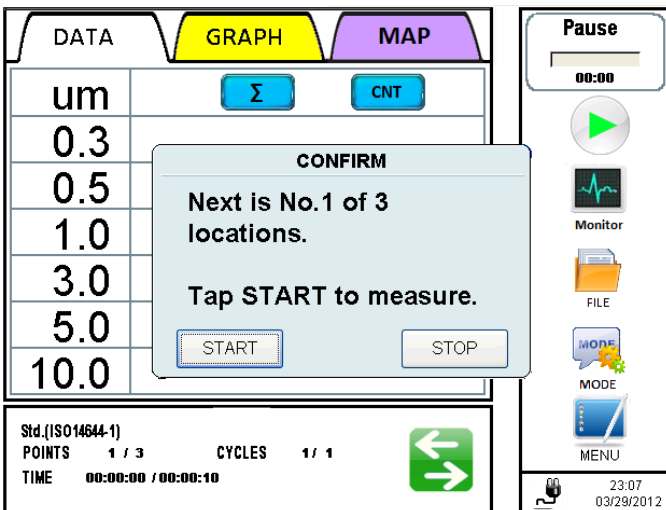 DATA
GRAPH
MAP
um
Σ
CNT
0.3
0.5
1.0
3.0
5.0
10.0
CONFIRM
Next is No.1 of 3
locations.
Tap START to measure.
START
STOP
Std.(ISO14644-1)
POINTS 1 / 3 CYCLES 1/ 1
TIME 00:00:00 / 00:00:10
Pause
00:00
Monitor
FILE
MODE
MODE
MENU
23:07
03/29/2012